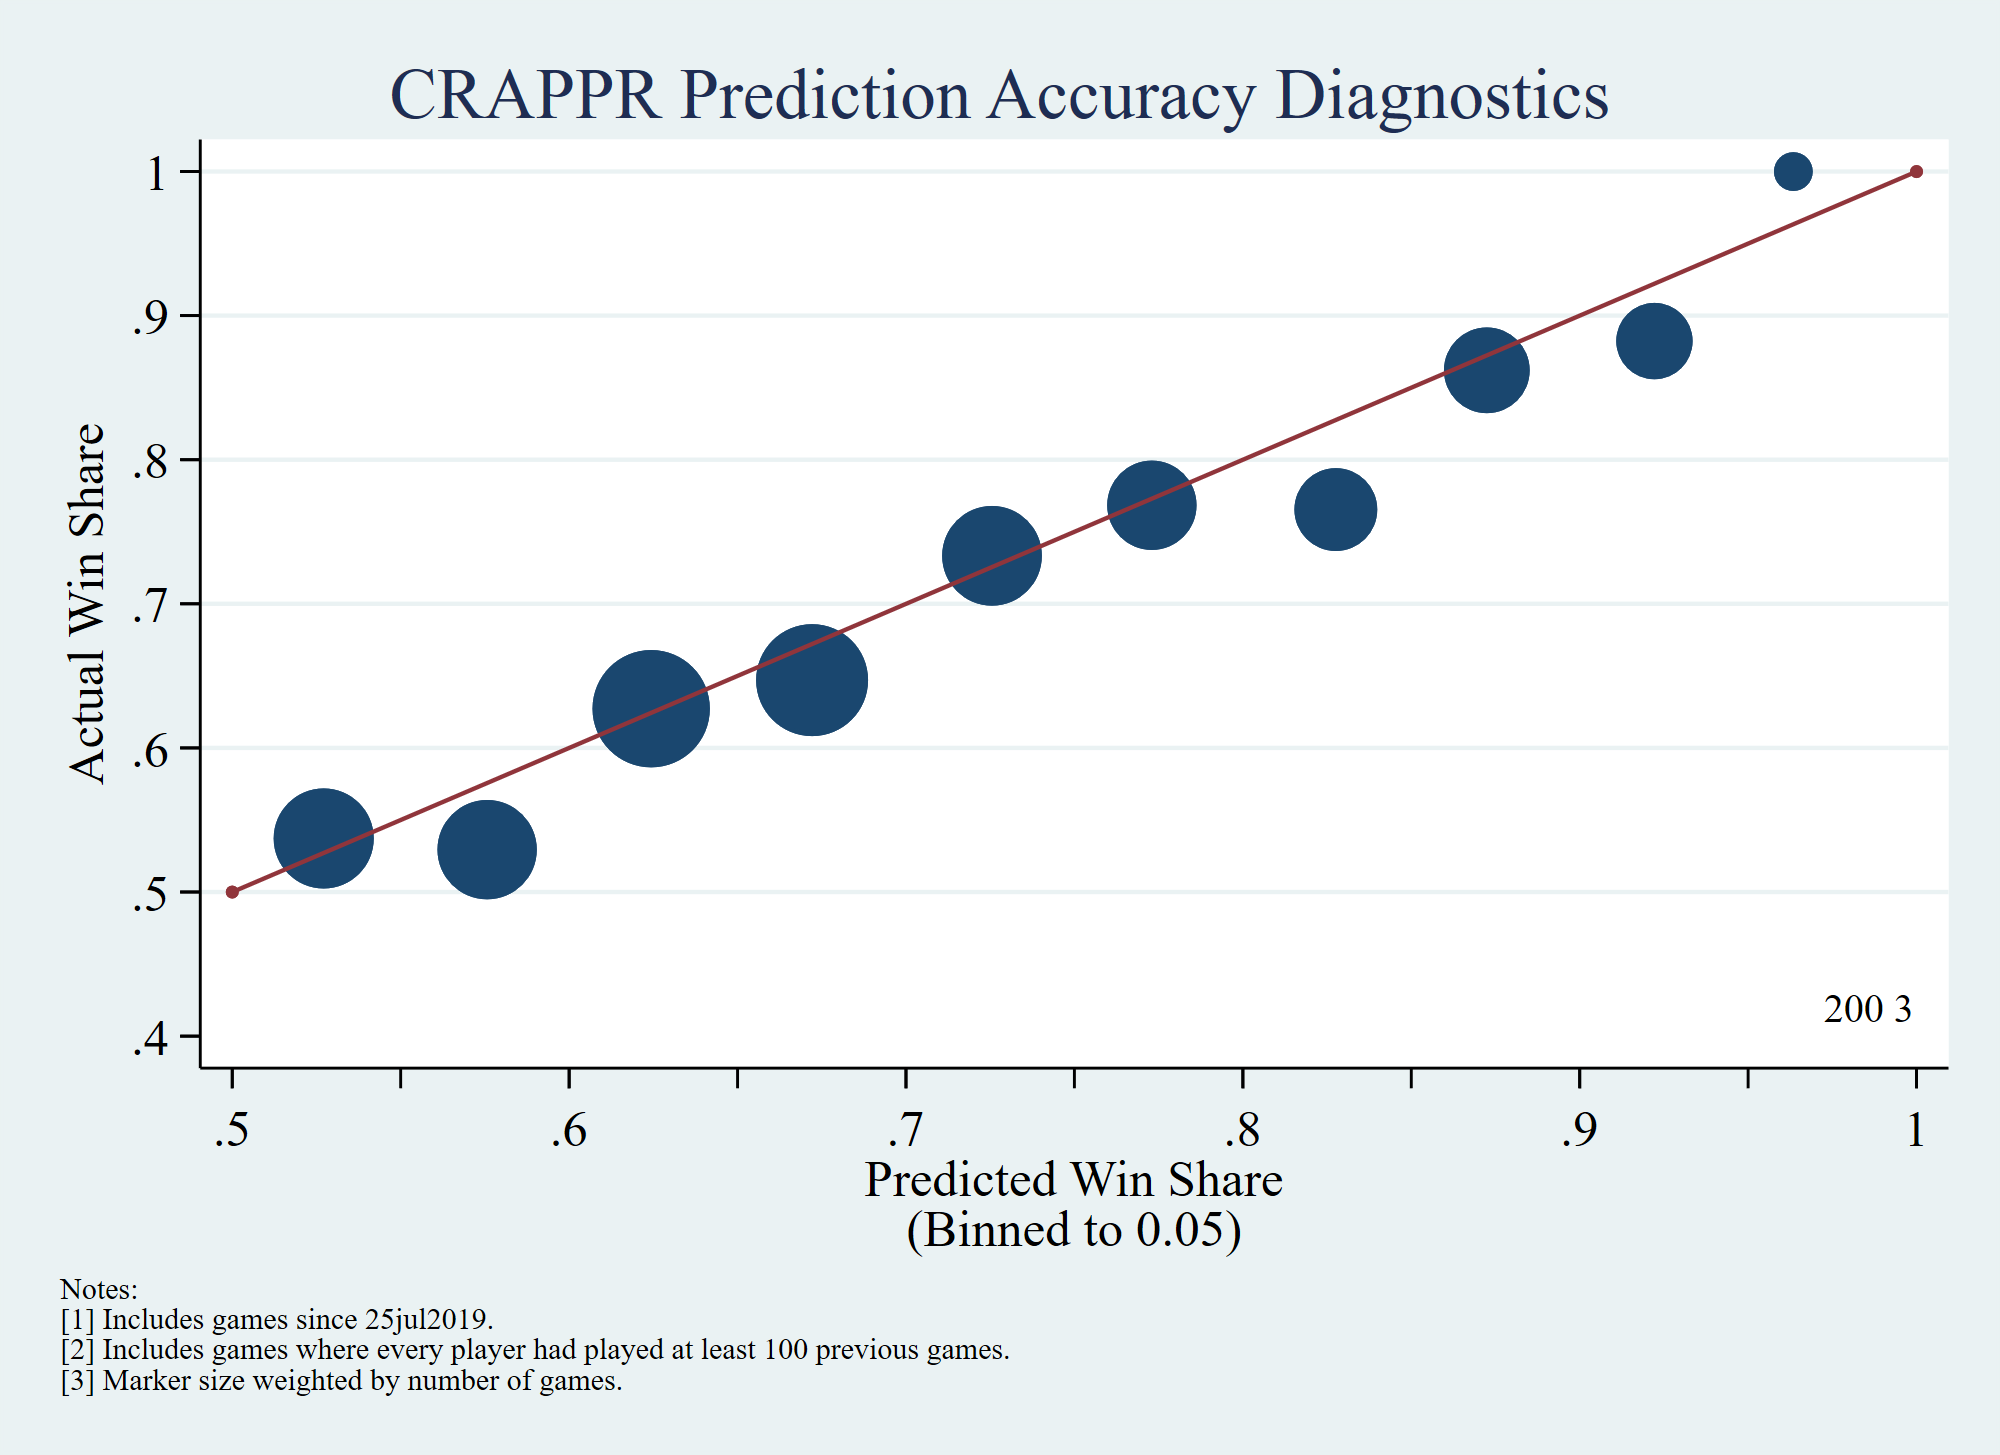 CRAPPR Prediction Accuracy Diagnostics
Actual Win Share
1
.9
.8
.7
.6
.5
.4
200 3
.5 .6 .7 .8 .9 1
Predicted Win Share
(Binned to 0.05)
Notes:
[1] Includes games since 25jul2019.
[2] Includes games where every player had played at least 100 previous games.
[3] Marker size weighted by number of games.